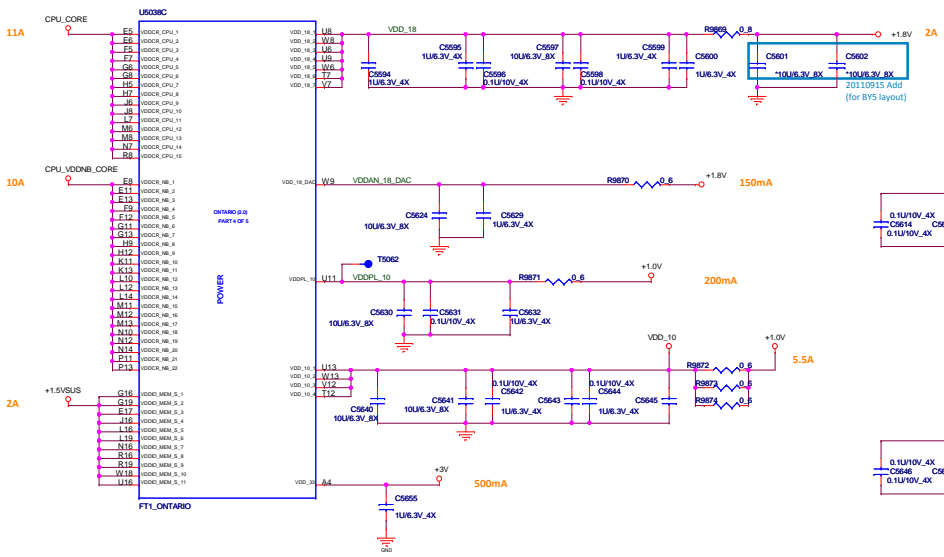 U5038C
CPU_CORE
11A
E5 VDDCR_CPU_1
E6 VDDCR_CPU_2
F5 VDDCR_CPU_3
F7 VDDCR_CPU_4
G6 VDDCR_CPU_5
G8 VDDCR_CPU_6
H5 VDDCR_CPU_7
H7 VDDCR_CPU_8
J6 VDDCR_CPU_9
J8 VDDCR_CPU_10
L7 VDDCR_CPU_11
M6 VDDCR_CPU_12
M8 VDDCR_CPU_13
N7 VDDCR_CPU_14
R8 VDDCR_CPU_15
CPU_VDDNB_CORE
10A
E8 VDDCR_NB_1
E11 VDDCR_NB_2
E13 VDDCR_NB_3
F9 VDDCR_NB_4
F12 VDDCR_NB_5
G11 VDDCR_NB_6
G13 VDDCR_NB_7
H9 VDDCR_NB_8
H12 VDDCR_NB_9
K11 VDDCR_NB_10
K13 VDDCR_NB_11
L10 VDDCR_NB_12
L12 VDDCR_NB_13
L14 VDDCR_NB_14
M11 VDDCR_NB_15
M12 VDDCR_NB_16
M13 VDDCR_NB_17
N10 VDDCR_NB_18
N12 VDDCR_NB_19
N14 VDDCR_NB_20
P11 VDDCR_NB_21
P13 VDDCR_NB_22
+1.5VSUS
2A
G16 VDDIO_MEM_S_1
G19 VDDIO_MEM_S_2
E17 VDDIO_MEM_S_3
J16 VDDIO_MEM_S_4
L16 VDDIO_MEM_S_5
L19 VDDIO_MEM_S_6
N16 VDDIO_MEM_S_7
R16 VDDIO_MEM_S_8
R19 VDDIO_MEM_S_9
W18 VDDIO_MEM_S_10
U16 VDDIO_MEM_S_11
ONTARIO (2.0)
PART 4 OF 5
POWER
FT1_ONTARIO
VDD_18_1 U8
VDD_18_2 W8
VDD_18_3 U6
VDD_18_4 U9
VDD_18_5 W6
VDD_18_6 T7
VDD_18_7 V7
VDD_18
C5594
1U/6.3V_4X
C5595
1U/6.3V_4X
C5596
0.1U/10V_4X
C5597
10U/6.3V_8X
C5598
0.1U/10V_4X
C5599
1U/6.3V_4X
C5600
1U/6.3V_4X
R9869 0_8
+1.8V
2A
C5601
*10U/6.3V_8X
C5602
*10U/6.3V_8X
20110915 Add
(for BY5 layout)
VDD_18_DAC W9
VDDAN_18_DAC
C5624
10U/6.3V_8X
C5629
1U/6.3V_4X
R9870 0_6
+1.8V
150mA
T5062
VDDPL_10 U11
VDDPL_10
C5630
10U/6.3V_8X
C5631
0.1U/10V_4X
C5632
1U/6.3V_4X
R9871 0_6
+1.0V
200mA
VDD_10_1 U13
VDD_10_2 W13
VDD_10_3 V12
VDD_10_4 T12
C5640
10U/6.3V_8X
C5641
10U/6.3V_8X
0.1U/10V_4X
C5642
1U/6.3V_4X
C5643
0.1U/10V_4X
C5644
1U/6.3V_4X
C5645
VDD_10
R9872 0_6
R9873 0_6
R9874 0_6
+1.0V
5.5A
VDD_33 A4
+3V
500mA
C5655
1U/6.3V_4X
GND
0.1U/10V_4X
C5614
0.1U/10V_4X
0.1U/10V_4X
C5646
0.1U/10V_4X